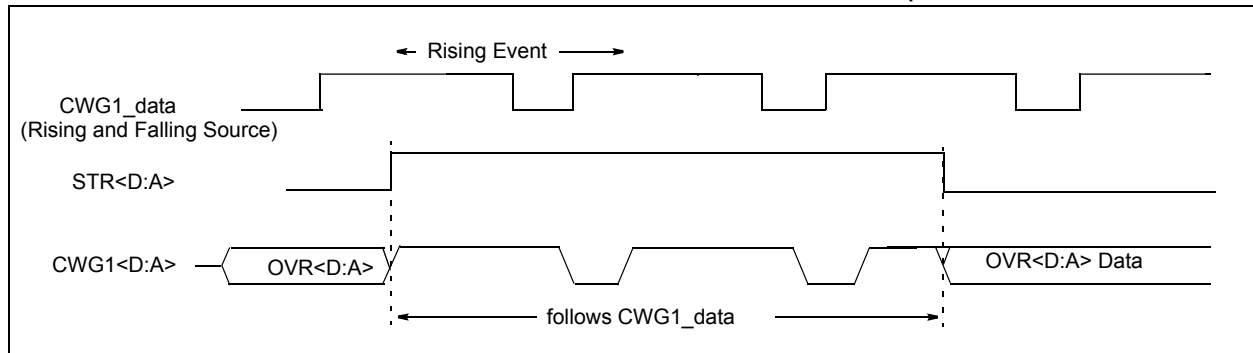 Rising Event
CWG1_data
(Rising and Falling Source)
STR<D:A>
CWG1<D:A>
OVR<D:A>
OVR<D:A> Data
follows CWG1_data